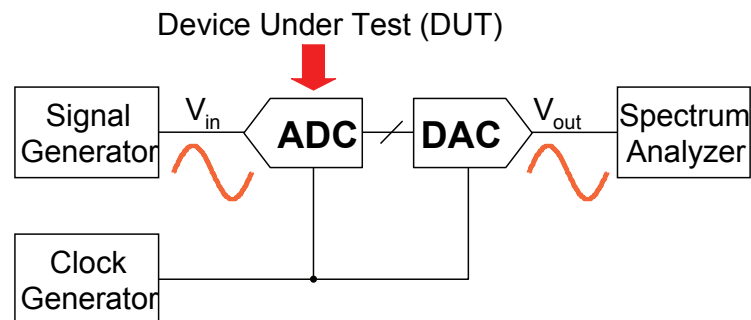 Device Under Test (DUT)
Signal
Generator
Vin
ADC
DAC
Vout
Spectrum
Analyzer
Clock
Generator